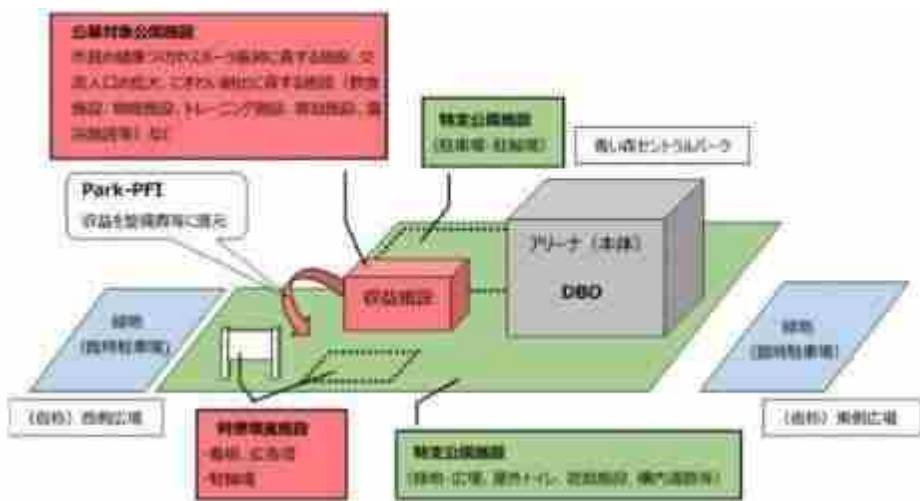 公募対象公園施設
市民の健康づくりやスポーツ振興に資する施設、交
流人口の拡大、にぎわい創出に資する施設（飲食
施設、物販施設、トレーニング施設、
施設等）など
特定公園施設
(駐車場・駐輪場)
青い森セントラルパーク
Park-PFI
収益を整備費等に還元
アリーナ（本体）
DBO
収益施設
緑地
(臨時駐車場)
緑地
(臨時駐車場)
（仮称）西側広場
（仮称）東側広場
利便増進施設
・看板、広告塔
・駐輪場
特定公園施設
(緑地・広場、屋外トイレ、 構内道路等）